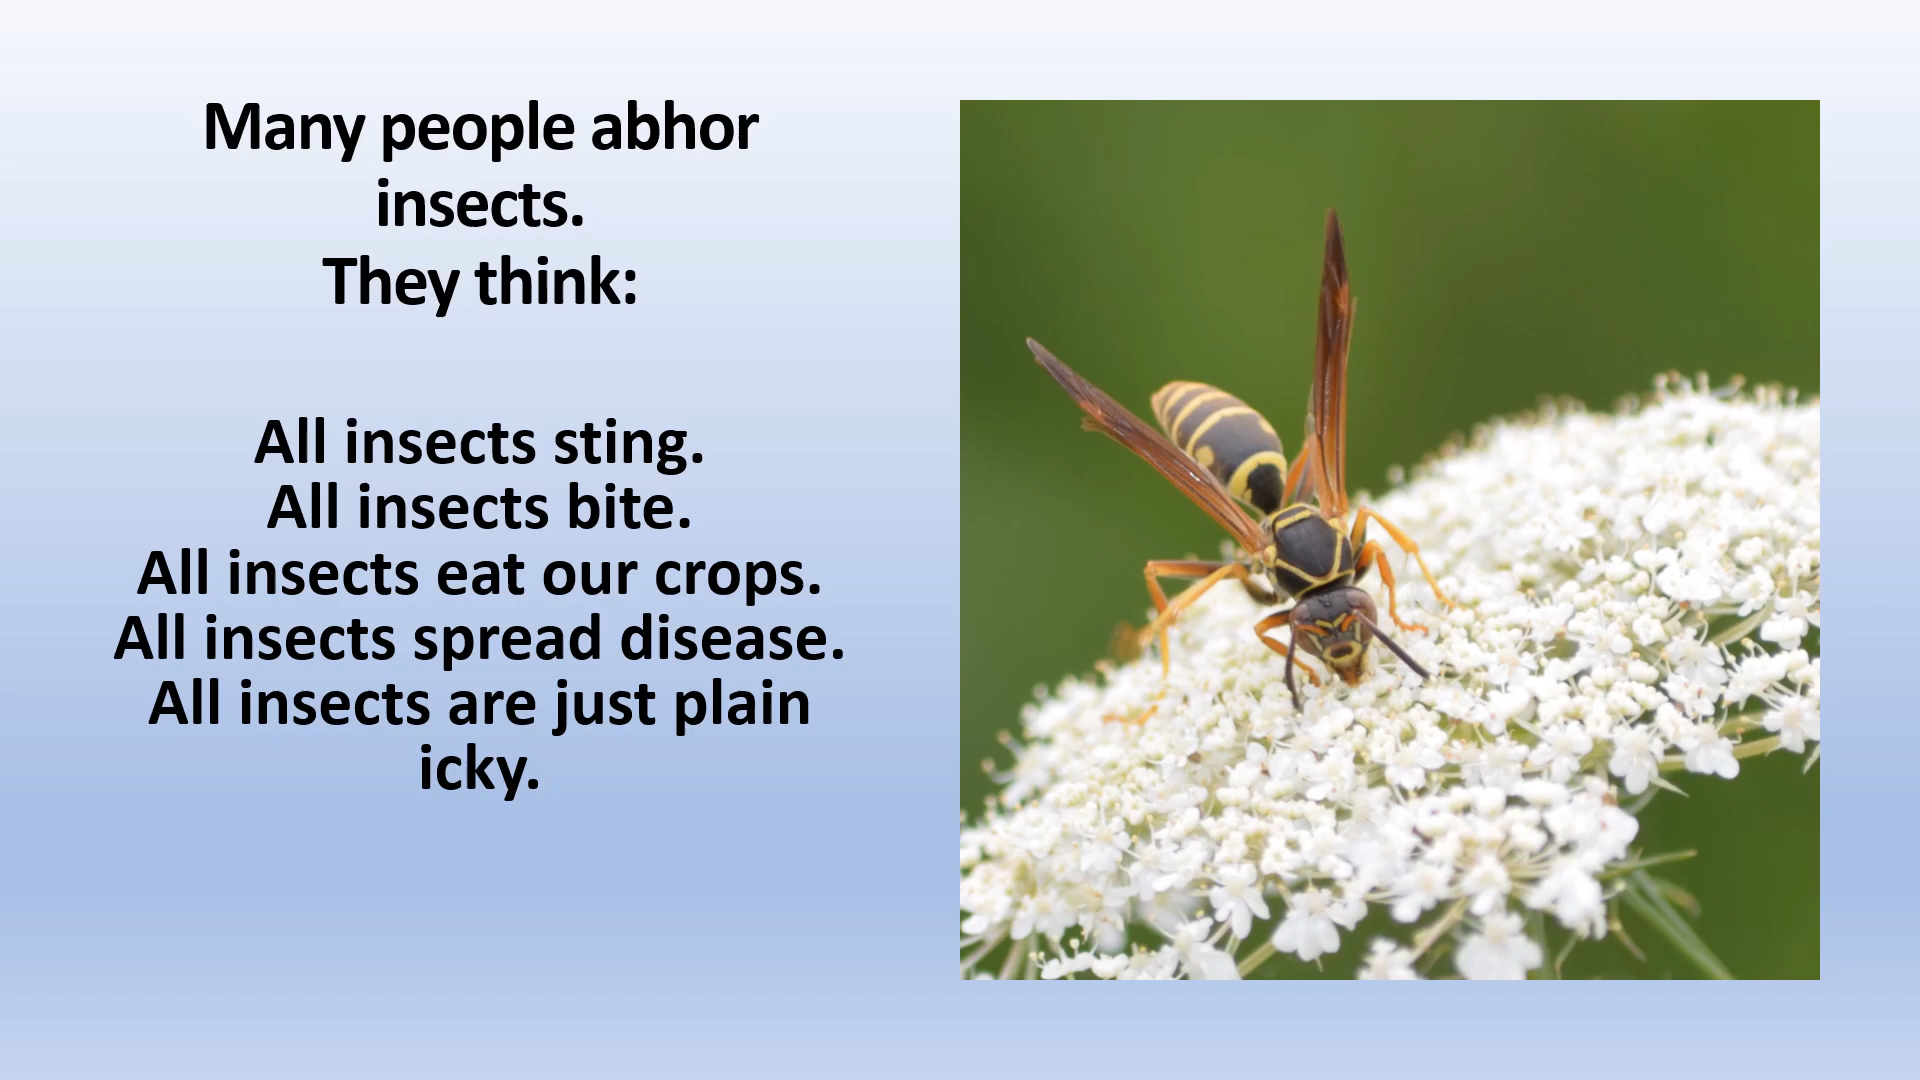 Many people abhor
insects.
They think:
All insects sting.
All insects bite.
All insects eat our crops.
All insects spread disease.
All insects are just plain
icky.